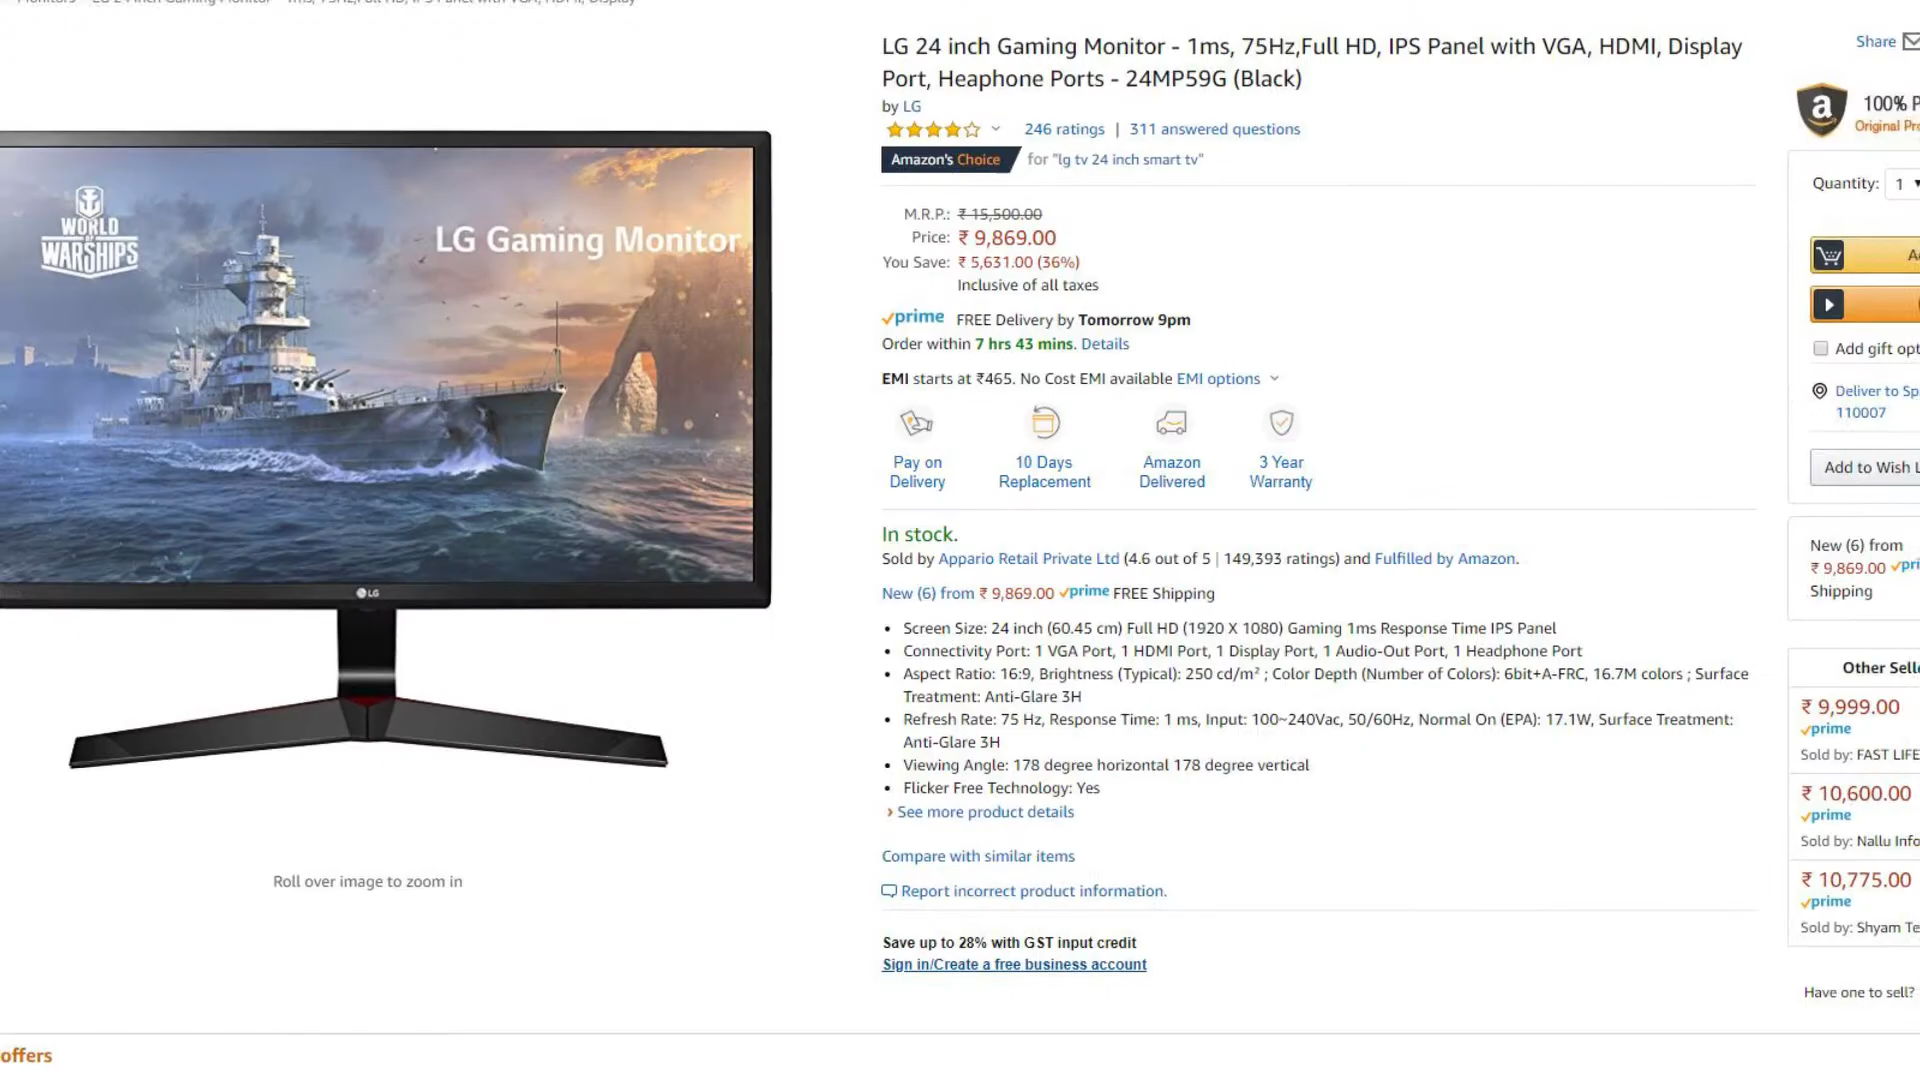 LG 24 inch Gaming Monitor - 1ms, 75Hz,Full HD, IPS Panel with VGA, HDMI, Display
Port, Heaphone Ports - 24MP59G (Black)
by LG
246 ratings | 311 answered questions
Amazon's Choice for "lg tv 24 inch smart tv"
M.R.P.: ₹ 15,500.00
Price: ₹ 9,869.00
You Save: ₹ 5,631.00 (36%)
Inclusive of all taxes
prime FREE Delivery by Tomorrow 9pm
Order within 7 hrs 43 mins. Details
EMI starts at ₹465. No Cost EMI available EMI options
Pay on
Delivery
10 Days
Replacement
Amazon
Delivered
3 Year
Warranty
In stock.
Sold by Appario Retail Private Ltd (4.6 out of 5 | 149,393 ratings) and Fulfilled by Amazon.
New (6) from ₹ 9,869.00 prime FREE Shipping
• Screen Size: 24 inch (60.45 cm) Full HD (1920 X 1080) Gaming 1ms Response Time IPS Panel
• Connectivity Port: 1 VGA Port, 1 HDMI Port, 1 Display Port, 1 Audio-Out Port, 1 Headphone Port
• Aspect Ratio: 16:9, Brightness (Typical): 250 cd/m² ; Color Depth (Number of Colors): 6bit+A-FRC, 16.7M colors ; Surface
Treatment: Anti-Glare 3H
• Refresh Rate: 75 Hz, Response Time: 1 ms, Input: 100~240Vac, 50/60Hz, Normal On (EPA): 17.1W, Surface Treatment:
Anti-Glare 3H
• Viewing Angle: 178 degree horizontal 178 degree vertical
• Flicker Free Technology: Yes
› See more product details
Compare with similar items
Report incorrect product information.
Save up to 28% with GST input credit
Sign in/Create a free business account
WORLD
OF
WARSHIPS
LG Gaming Monitor
LG
Roll over image to zoom in
offers
Share
a
100%
Original
Quantity: 1
Add gift
Deliver to
110007
Add to Wish
New (6) from
₹ 9,869.00
Shipping
Other
₹ 9,999.00
prime
Sold by: FAST LIFE
₹ 10,600.00
prime
Sold by: Nallu
₹ 10,775.00
prime
Sold by: Shyam
Have one to sell?